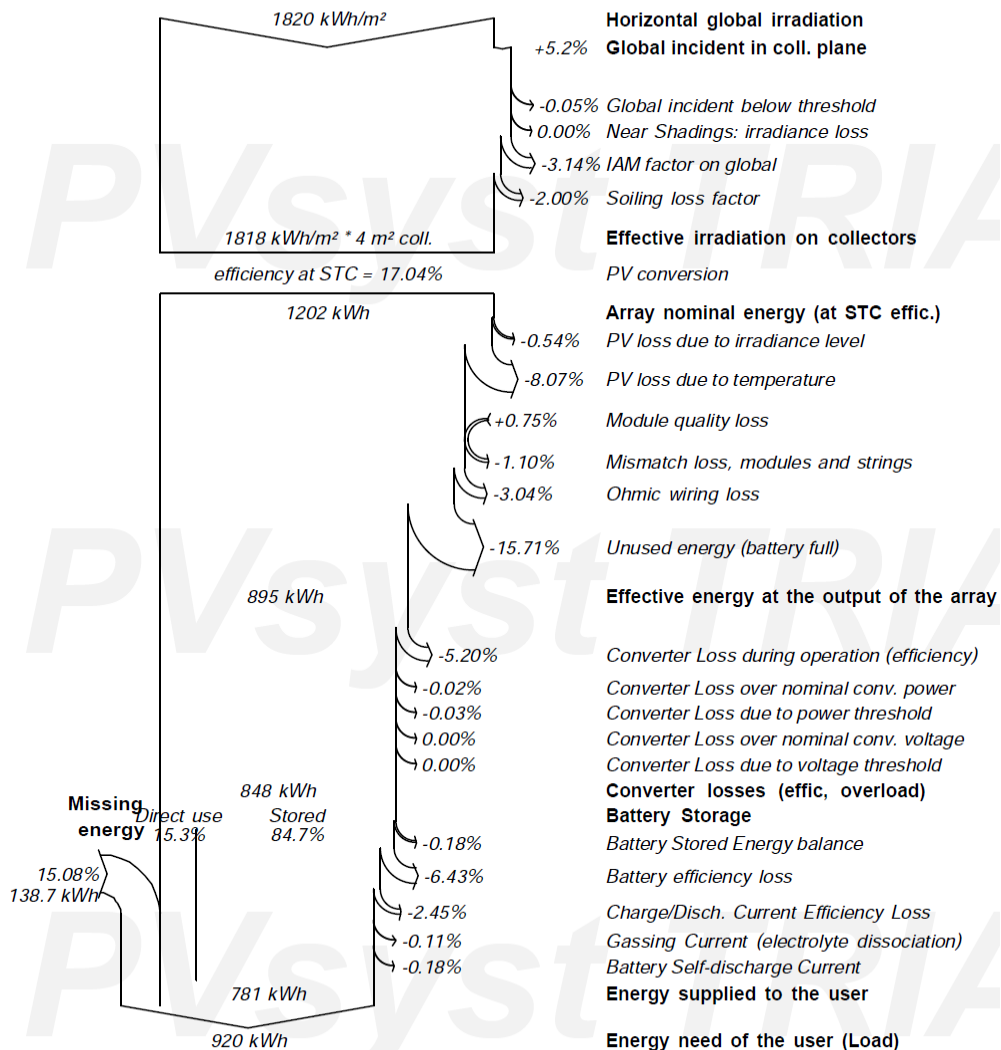 1820 kWh/m² Horizontal global irradiation
+5.2% Global incident in coll. plane
-0.05% Global incident below threshold
0.00% Near Shadings: irradiance loss
-3.14% IAM factor on global
-2.00% Soiling loss factor
PVsyst TRIA
1818 kWh/m² * 4 m² coll. Effective irradiation on collectors
efficiency at STC = 17.04% PV conversion
1202 kWh Array nominal energy (at STC effic.)
-0.54% PV loss due to irradiance level
-8.07% PV loss due to temperature
+0.75% Module quality loss
-1.10% Mismatch loss, modules and strings
-3.04% Ohmic wiring loss
-15.71% Unused energy (battery full)
PVsyst TRIA
895 kWh Effective energy at the output of the array
-5.20% Converter Loss during operation (efficiency)
-0.02% Converter Loss over nominal conv. power
-0.03% Converter Loss due to power threshold
0.00% Converter Loss over nominal conv. voltage
0.00% Converter Loss due to voltage threshold
848 kWh Converter losses (effic, overload)
Missing Direct use Stored Battery Storage
energy 15.3% 84.7%
-0.18% Battery Stored Energy balance
15.08% -6.43% Battery efficiency loss
138.7 kWh
-2.45% Charge/Disch. Current Efficiency Loss
-0.11% Gassing Current (electrolyte dissociation)
-0.18% Battery Self-discharge Current
PVsyst TRIA
781 kWh Energy supplied to the user
920 kWh Energy need of the user (Load)